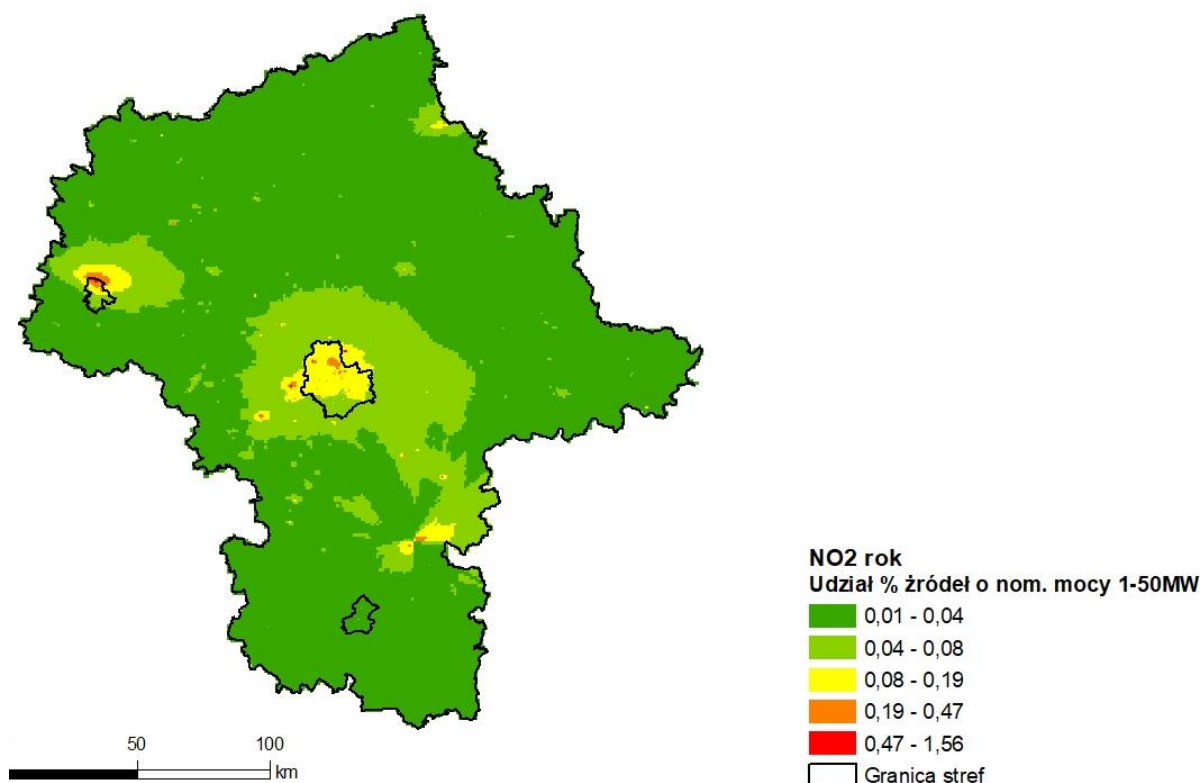 NO2 rok
Udział % źródeł o nom. mocy 1-50MW
0,01 - 0,04
0,04 - 0,08
0,08 - 0,19
0,19 - 0,47
0,47 - 1,56
Granica stref
50 100
km